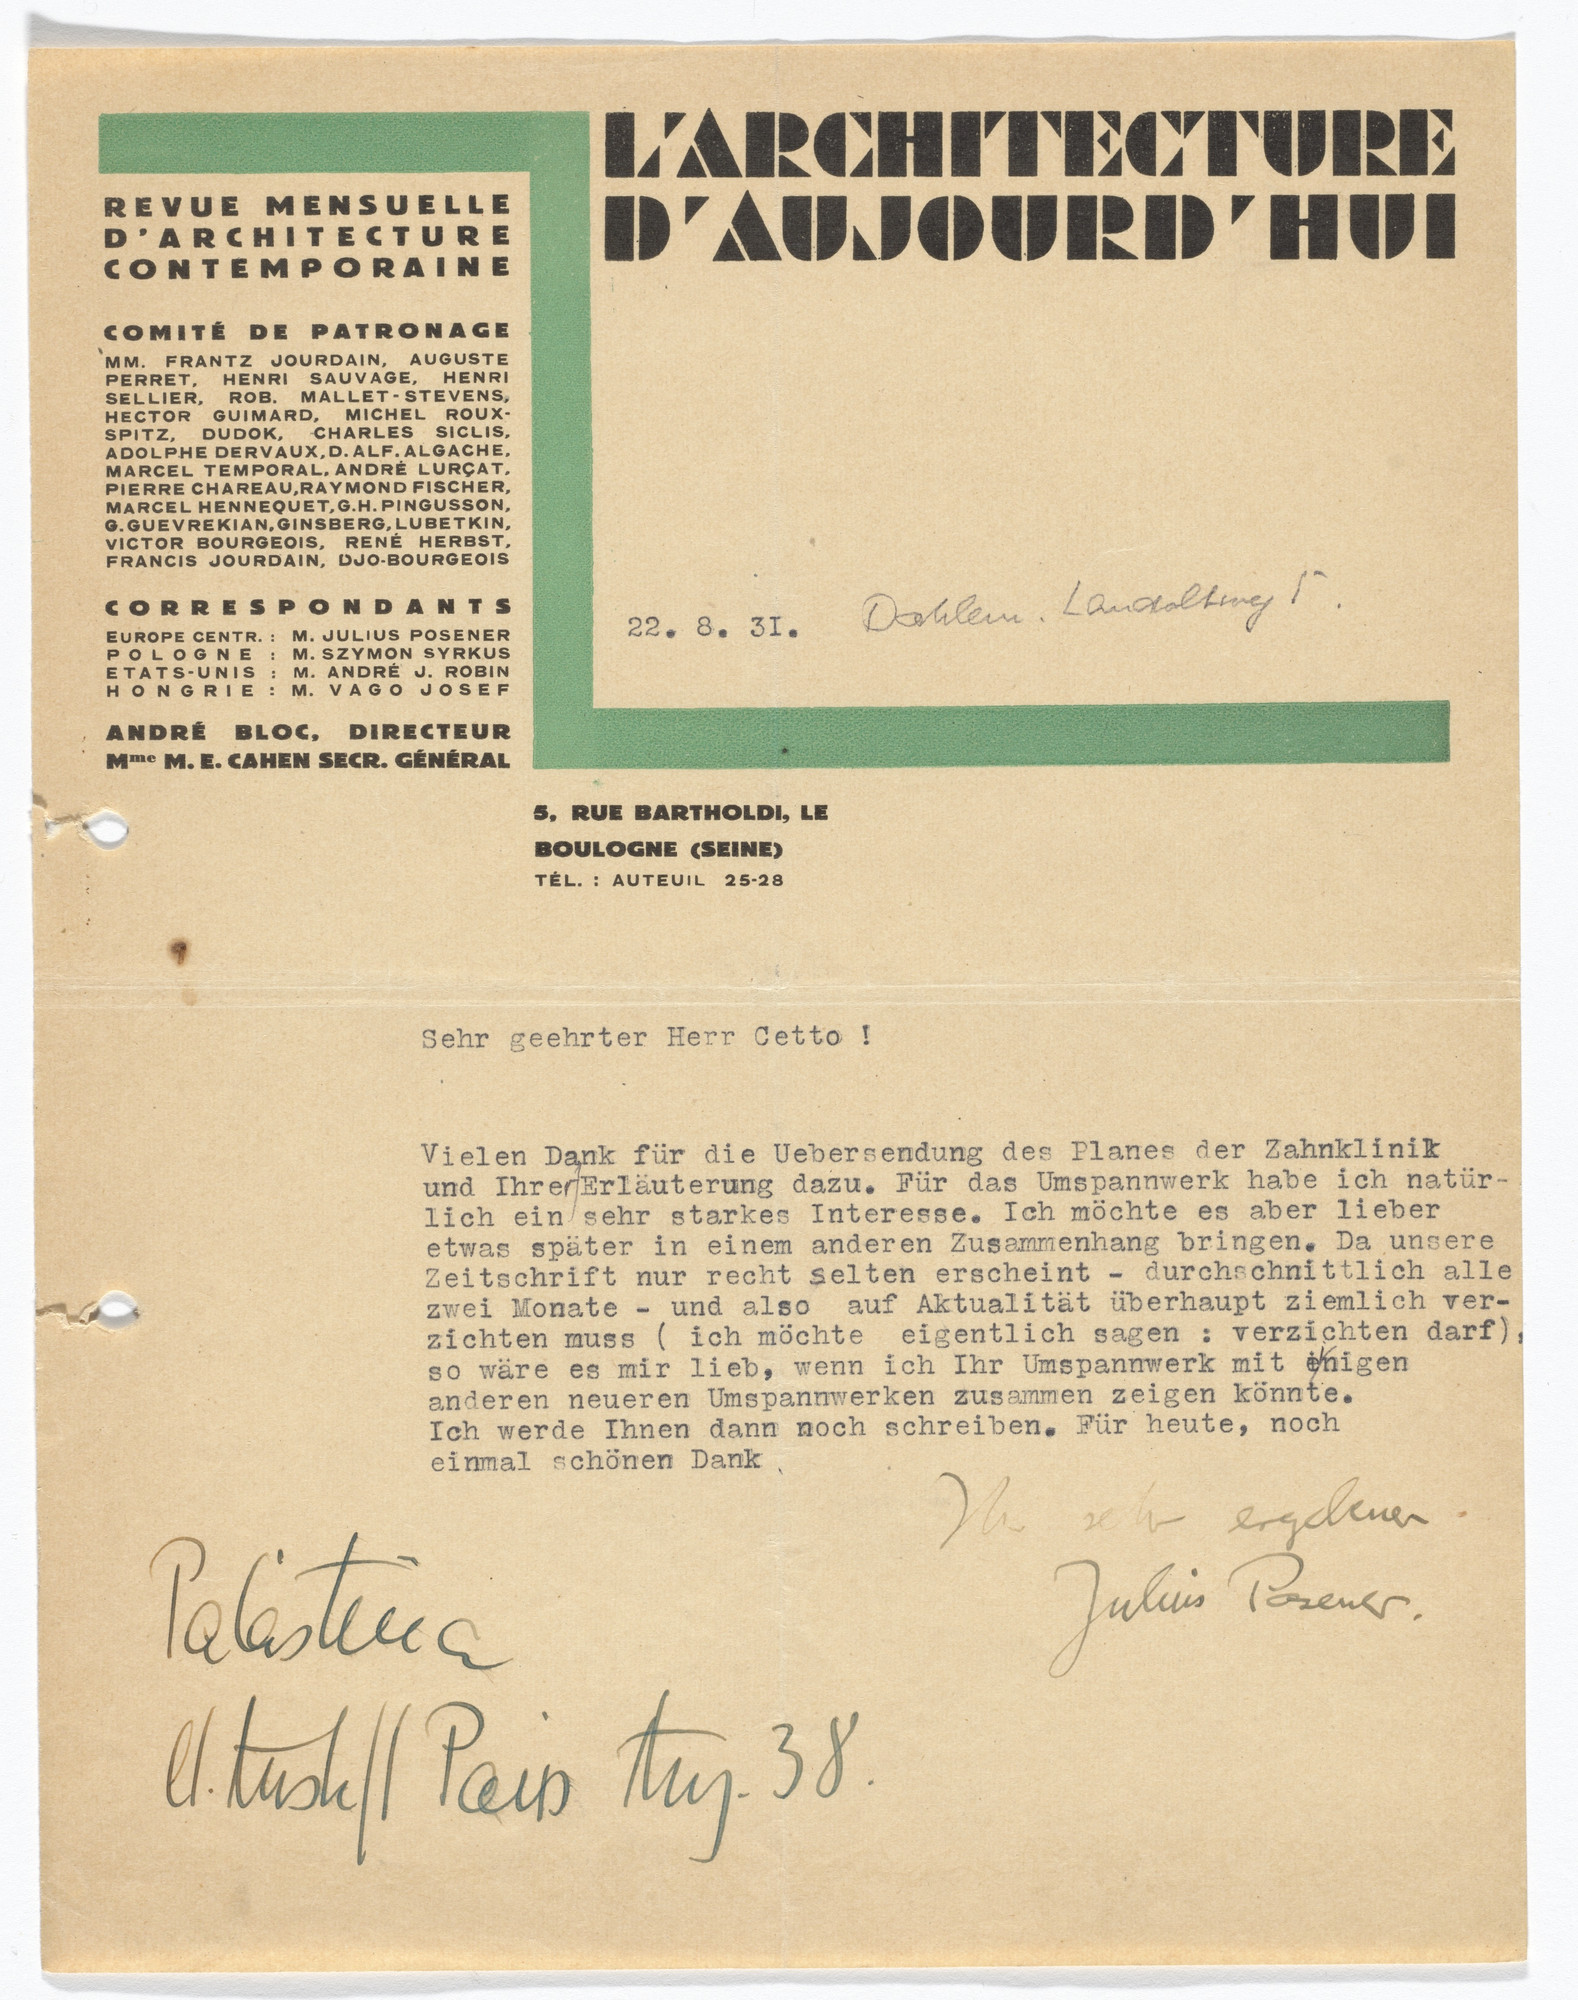 L'ARCHITECTURE
D'AUJOURD'HUI
REVUE MENSUELLE
D'ARCHITECTURE
CONTEMPORAINE
COMITÉ DE PATRONAGE
MM. FRANTZ JOURDAIN, AUGUSTE
PERRET, HENRI SAUVAGE, HENRI
SELLIER, ROB. MALLET-STEVENS,
HECTOR GUIMARD, MICHEL ROUX-
SPITZ, DUDOK, CHARLES SICLIS,
ADOLPHE DERVAUX, D. ALF. AGACHE,
MARCEL TEMPORAL, ANDRÉ LURÇAT,
PIERRE CHAREAU, RAYMOND FISCHER,
MARCEL HENNEQUET, G.H. PINGUSSON,
G. GUEVREKIAN, GINSBERG, LUBETKIN,
VICTOR BOURGEOIS, RENÉ HERBST,
FRANCIS JOURDAIN, DJO-BOURGEOIS
CORRESPONDANTS
EUROPE CENTR. : M. JULIUS POSENER
POLOGNE : M. SZYMON SYRKUS
ETATS-UNIS : M. ANDRÉ J. ROBIN
HONGRIE : M. VAGO JOSEF
ANDRÉ BLOC, DIRECTEUR
Mme M. E. CAHEN SECR. GÉNÉRAL
22. 8. 31. Dahlem.
5, RUE BARTHOLDI, LE
BOULOGNE (SEINE)
TÉL. : AUTEUIL 25-28
Sehr geehrter Herr Cetto !
Vielen Dank für die Uebersendung des Planes der Zahnklinik
und Ihrer Erläuterung dazu. Für das Umspannwerk habe ich natür-
lich ein sehr starkes Interesse. Ich möchte es aber lieber
etwas später in einem anderen Zusammenhang bringen. Da unsere
Zeitschrift nur recht selten erscheint - durchschnittlich alle
zwei Monate - und also auf Aktualität überhaupt ziemlich ver-
zichten muss ( ich möchte eigentlich sagen : verzichten darf),
so wäre es mir lieb, wenn ich Ihr Umspannwerk mit einigen
anderen neueren Umspannwerken zusammen zeigen könnte.
Ich werde Ihnen dann noch schreiben. Für heute, noch
einmal schönen Dank
Ihr sehr ergebener
Julius Posener.
Palästina
Paris Aug. 38.